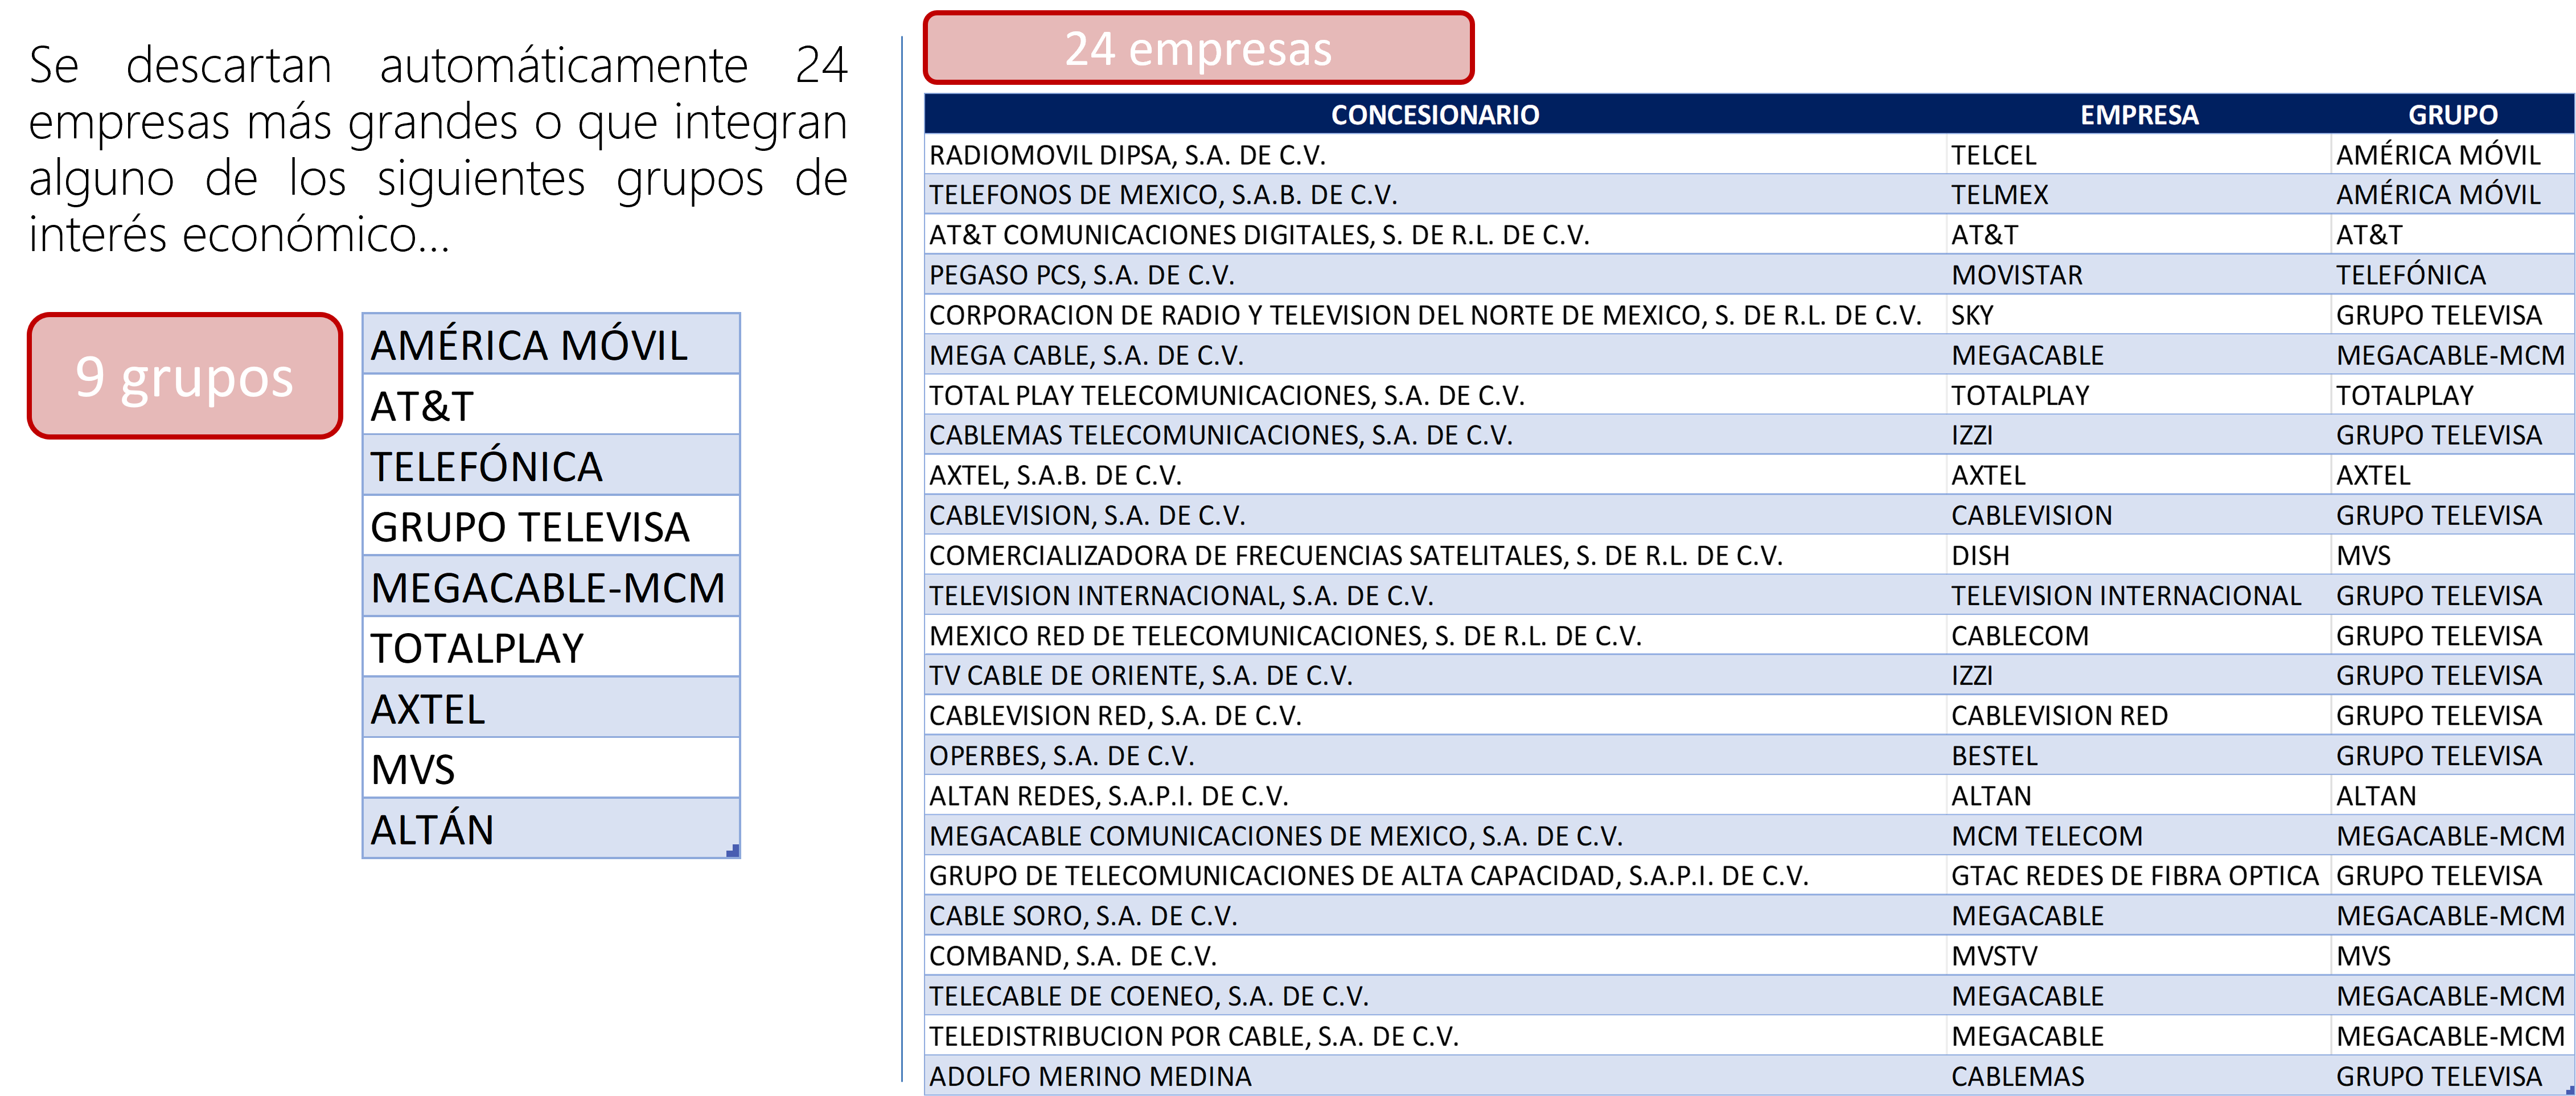 Se descartan automáticamente 24
empresas más grandes o que integran
alguno de los siguientes grupos de
interés económico...
9 grupos
AMÉRICA MÓVIL
AT&T
TELEFÓNICA
GRUPO TELEVISA
MEGACABLE-MCM
TOTALPLAY
AXTEL
MVS
ALTÁN
24 empresas
CONCESIONARIO EMPRESA GRUPO
RADIOMOVIL DIPSA, S.A. DE C.V. TELCEL AMÉRICA MÓVIL
TELEFONOS DE MEXICO, S.A.B. DE C.V. TELMEX AMÉRICA MÓVIL
AT&T COMUNICACIONES DIGITALES, S. DE R.L. DE C.V. AT&T AT&T
PEGASO PCS, S.A. DE C.V. MOVISTAR TELEFÓNICA
CORPORACION DE RADIO Y TELEVISION DEL NORTE DE MEXICO, S. DE R.L. DE C.V. SKY GRUPO TELEVISA
MEGA CABLE, S.A. DE C.V. MEGACABLE MEGACABLE-MCM
TOTAL PLAY TELECOMUNICACIONES, S.A. DE C.V. TOTALPLAY TOTALPLAY
CABLEMAS TELECOMUNICACIONES, S.A. DE C.V. IZZI GRUPO TELEVISA
AXTEL, S.A.B. DE C.V. AXTEL AXTEL
CABLEVISION, S.A. DE C.V. CABLEVISION GRUPO TELEVISA
COMERCIALIZADORA DE FRECUENCIAS SATELITALES, S. DE R.L. DE C.V. DISH MVS
TELEVISION INTERNACIONAL, S.A. DE C.V. TELEVISION INTERNACIONAL GRUPO TELEVISA
MEXICO RED DE TELECOMUNICACIONES, S. DE R.L. DE C.V. CABLECOM GRUPO TELEVISA
TV CABLE DE ORIENTE, S.A. DE C.V. IZZI GRUPO TELEVISA
CABLEVISION RED, S.A. DE C.V. CABLEVISION RED GRUPO TELEVISA
OPERBES, S.A. DE C.V. BESTEL GRUPO TELEVISA
ALTAN REDES, S.A.P.I. DE C.V. ALTAN ALTAN
MEGACABLE COMUNICACIONES DE MEXICO, S.A. DE C.V. MCM TELECOM MEGACABLE-MCM
GRUPO DE TELECOMUNICACIONES DE ALTA CAPACIDAD, S.A.P.I. DE C.V. GTAC REDES DE FIBRA OPTICA GRUPO TELEVISA
CABLE SORO, S.A. DE C.V. MEGACABLE MEGACABLE-MCM
COMBAND, S.A. DE C.V. MVSTV MVS
TELECABLE DE COENEO, S.A. DE C.V. MEGACABLE MEGACABLE-MCM
TELEDISTRIBUCION POR CABLE, S.A. DE C.V. MEGACABLE MEGACABLE-MCM
ADOLFO MERINO MEDINA CABLEMAS GRUPO TELEVISA